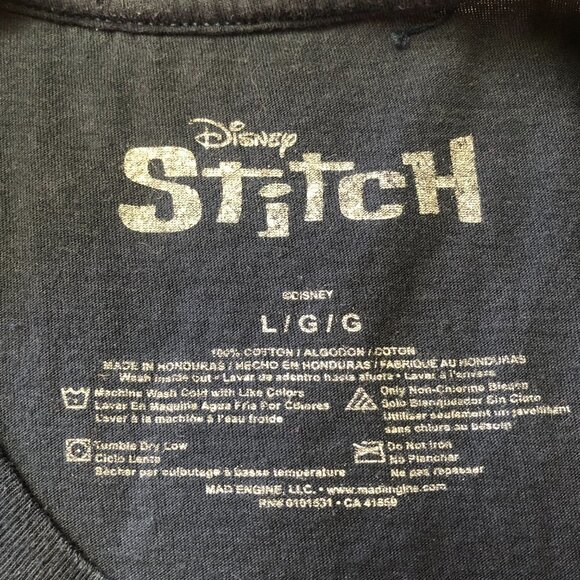 Disney
Stitch
©DISNEY
L / G / G
100% COTTON / ALGODON / COTON
MADE IN HONDURAS / HECHO EN HONDURAS / FABRIQUE AU HONDURAS
Wash Inside Out • Lavar de adentro hacia afuera • Laver à l'envers
Machine Wash Cold with Like Colors
Lavar En Maquina Agua Fria Por Colores
Laver à la machine à l'eau froide
Only Non-Chlorine Bleach
Solo Blanqueador Sin Cloro
Utiliser seulement un javellisant
sans chlore au besoin
Tumble Dry Low
Ciclo Lento
Sécher par culbutage à basse température
Do Not Iron
No Planchar
Ne pas repasser
MAD ENGINE, LLC. • www.madengine.com
RN# 0101531 • CA 41859